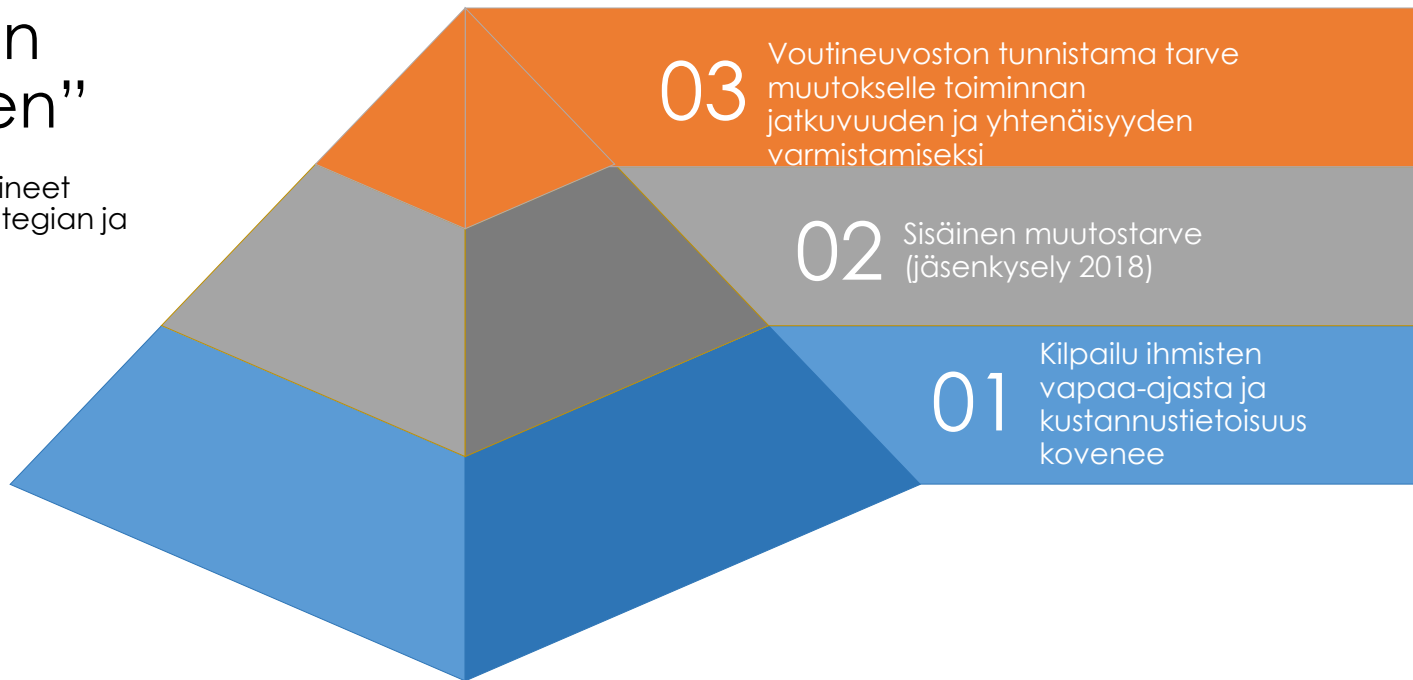 n
en”
ineet
tegian ja
03
Voutineuvoston tunnistama tarve
muutokselle toiminnan
jatkuvuuden ja yhtenäisyyden
varmistamiseksi
02
Sisäinen muutostarve
(jäsenkysely 2018)
01
Kilpailu ihmisten
vapaa-ajasta ja
kustannustietoisuus
kovenee